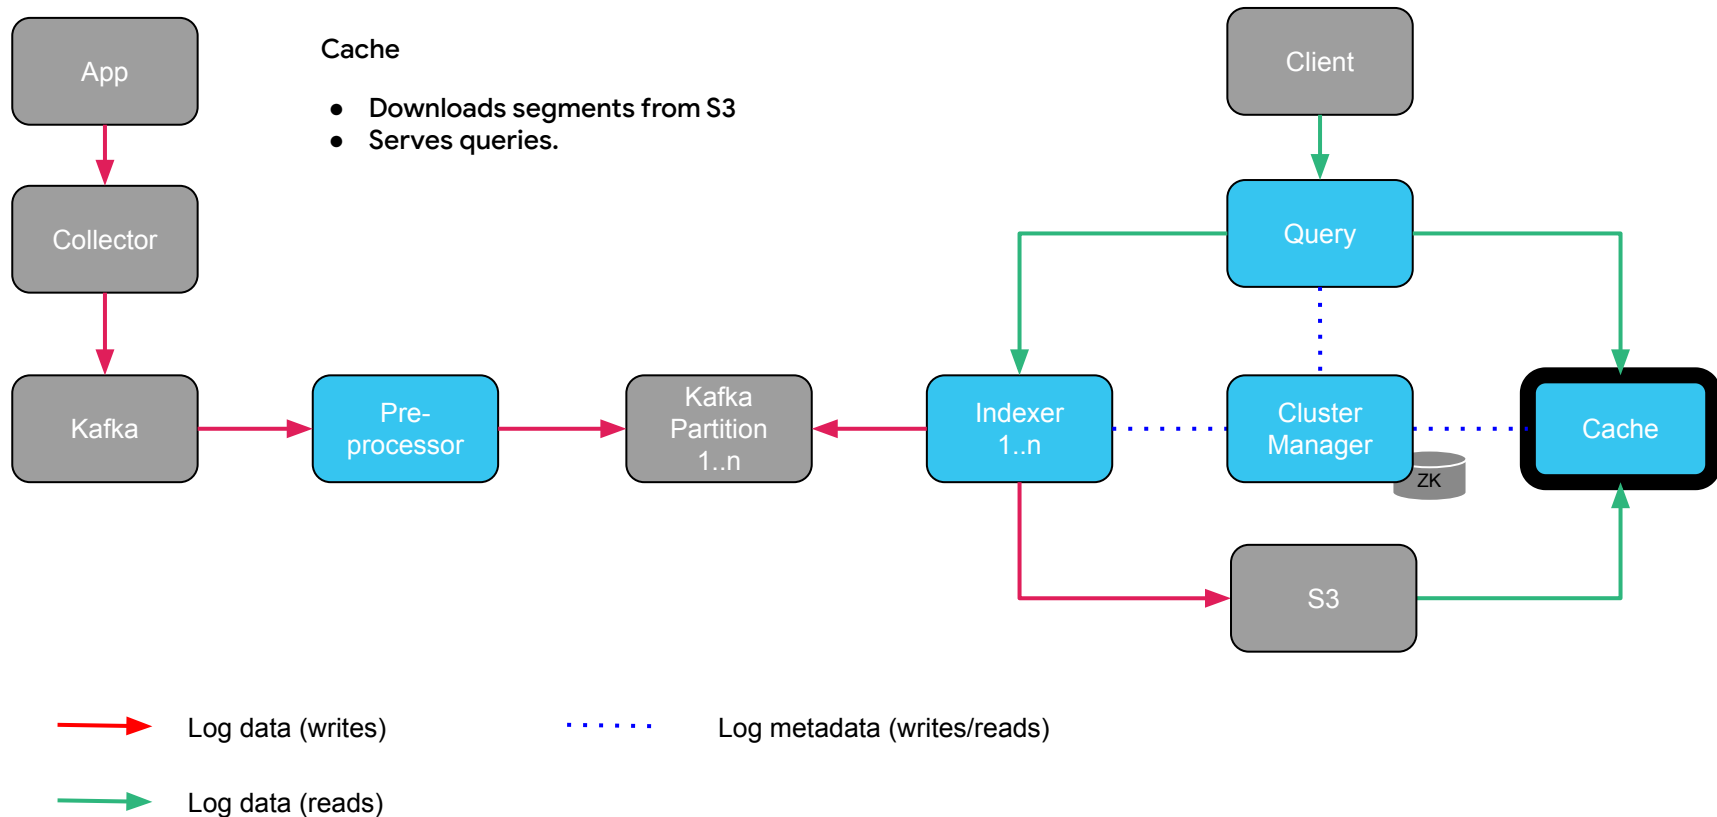 App
Cache
● Downloads segments from S3
● Serves queries.
Client
Collector
Query
Kafka
Pre-
processor
Kafka
Partition
1..n
Indexer
1..n
Cluster
Manager
ZK
Cache
S3
Log data (writes)
Log metadata (writes/reads)
Log data (reads)